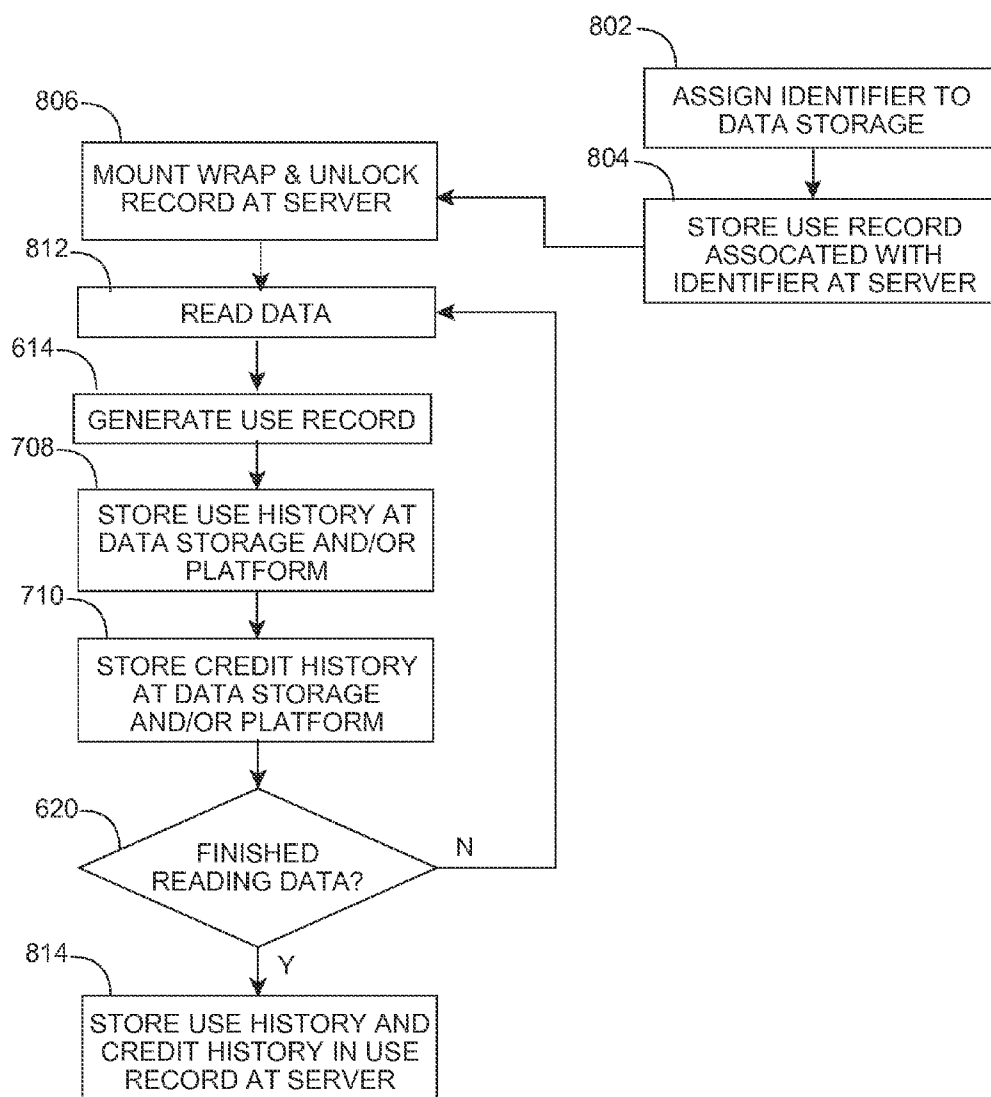 802
ASSIGN IDENTIFIER TO
DATA STORAGE
804
STORE USE RECORD
ASSOCATED WITH
IDENTIFIER AT SERVER
806
MOUNT WRAP & UNLOCK
RECORD AT SERVER
812
READ DATA
614
GENERATE USE RECORD
708
STORE USE HISTORY AT
DATA STORAGE AND/OR
PLATFORM
710
STORE CREDIT HISTORY
AT DATA STORAGE
AND/OR PLATFORM
620
FINISHED
READING DATA?
N
Y
814
STORE USE HISTORY AND
CREDIT HISTORY IN USE
RECORD AT SERVER